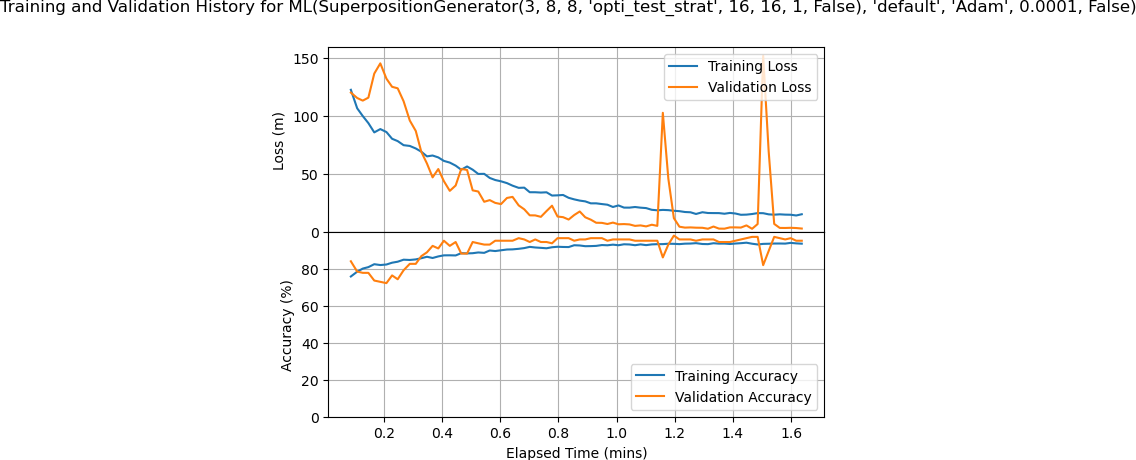 Training and Validation History for ML(SuperpositionGenerator(3, 8, 8, 'opti_test_strat', 16, 16, 1, False), 'default', 'Adam', 0.0001, False)
150
100
50
0
Loss (m)
Training Loss
Validation Loss
80
60
40
20
0
Accuracy (%)
Training Accuracy
Validation Accuracy
0.2 0.4 0.6 0.8 1.0 1.2 1.4 1.6
Elapsed Time (mins)